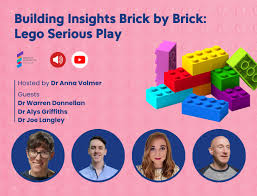 Building Insights Brick by Brick:
Lego Serious Play
Hosted by Dr Anna Volmer
Guests
Dr Warren Donnellan
Dr Alys Griffiths
Dr Joe Langley